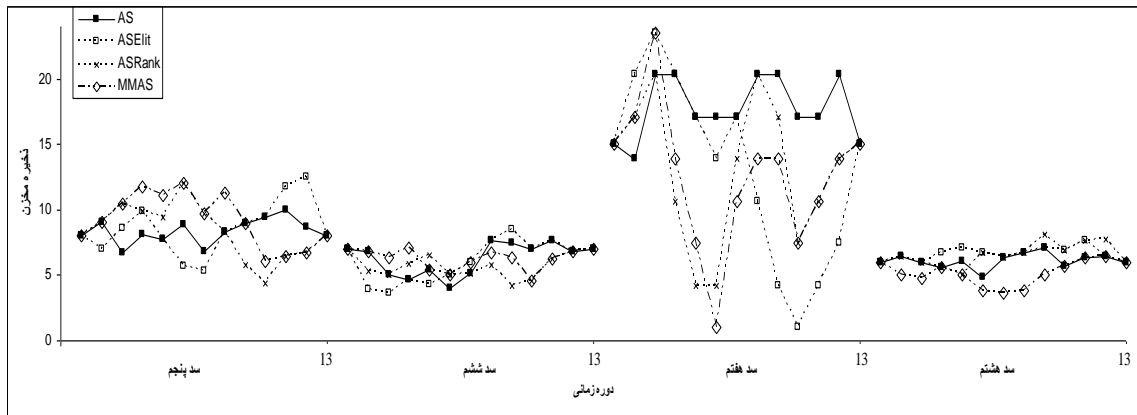 AS
ASElit
ASRank
MMAS
20
15
10
5
0
ذخیره مخزن
13 13 13 13
سد پنجم سد ششم سد هفتم سد هشتم
دوره زمانی